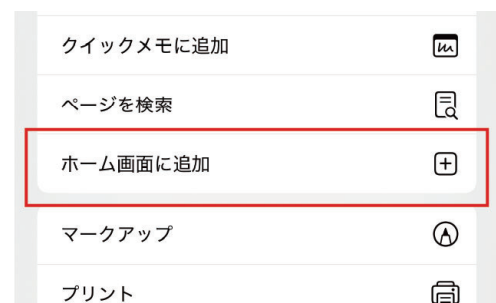 クイックメモに追加
ページを検索
ホーム画面に追加
マークアップ
プリント